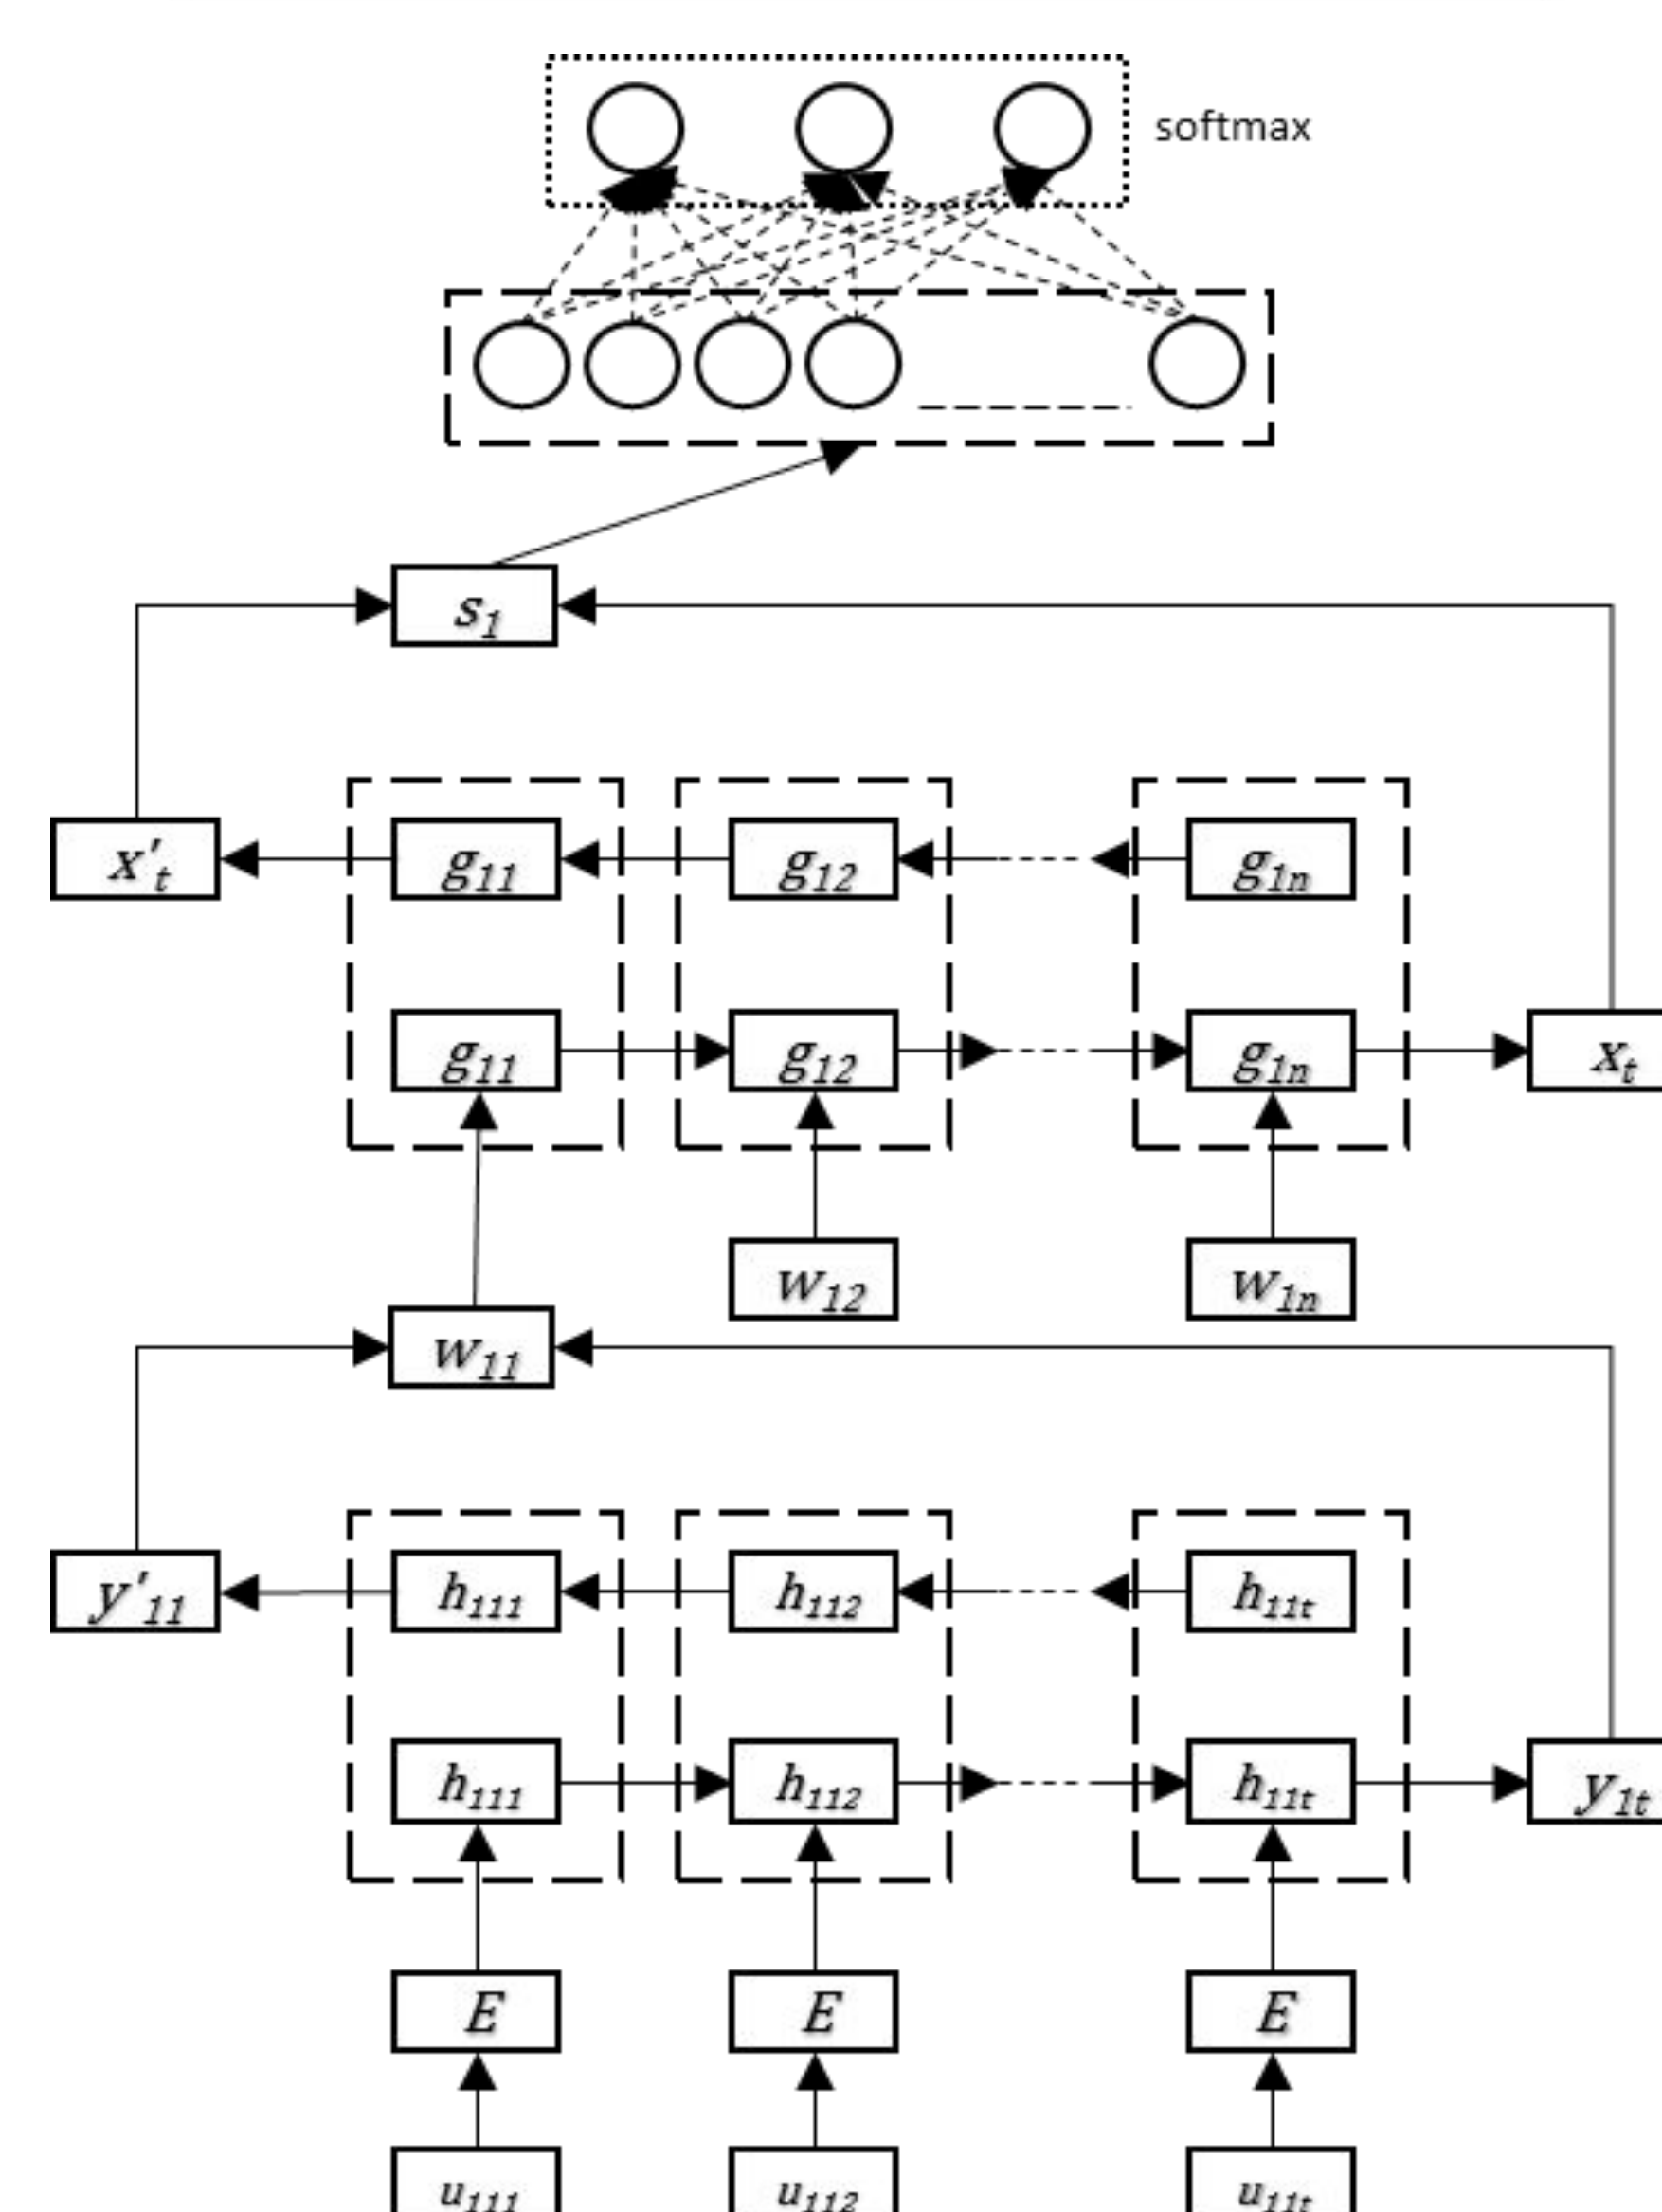 softmax
s₁
x'ₜ g₁₁ g₁₂ g₁ₙ
g₁₁ g₁₂ g₁ₙ xₜ
w₁₂ w₁ₙ
w₁₁
y'₁₁ h₁₁₁ h₁₁₂ h₁₁ₜ
h₁₁₁ h₁₁₂ h₁₁ₜ y₁ₜ
E E E
u₁₁₁ u₁₁₂ u₁₁ₜ